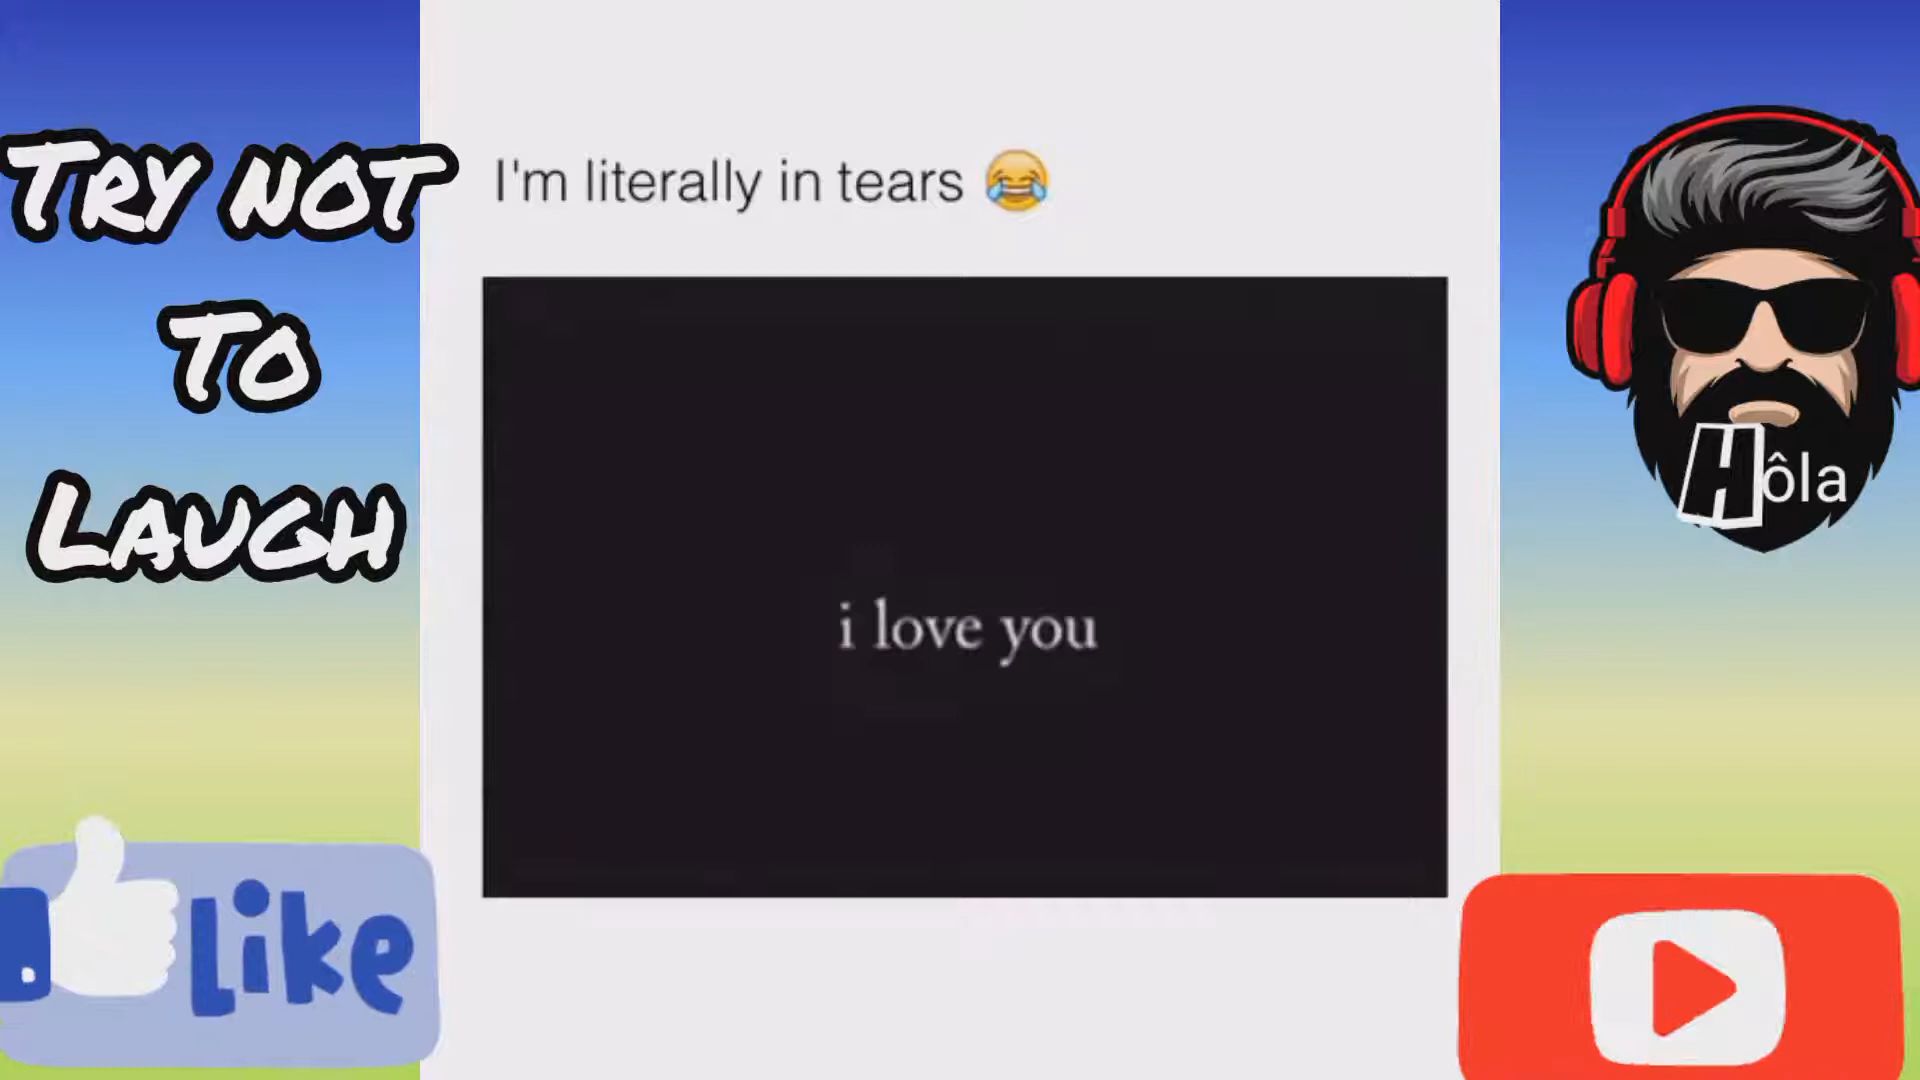 TRY NOT
TO
LAUGH
I'm literally in tears 😂
i love you
Hôla
Like